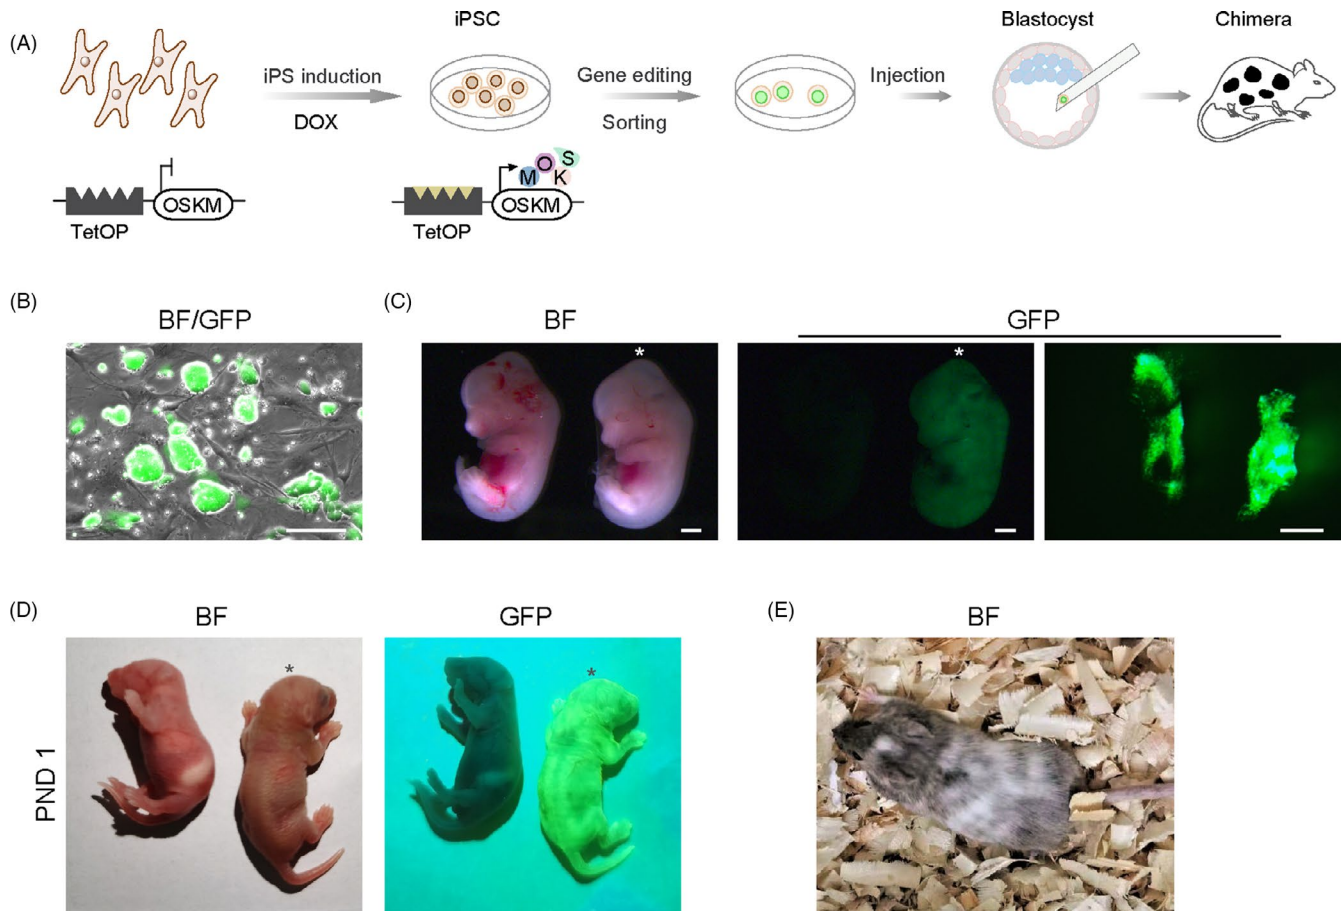 (A)
iPSC
Blastocyst
Chimera
iPS induction
DOX
Gene editing
Sorting
Injection
OSKM
TetOP
M O S K
OSKM
TetOP
(B)
BF/GFP
(C)
BF
GFP
*
*
(D)
BF
GFP
(E)
BF
*
*
PND 1